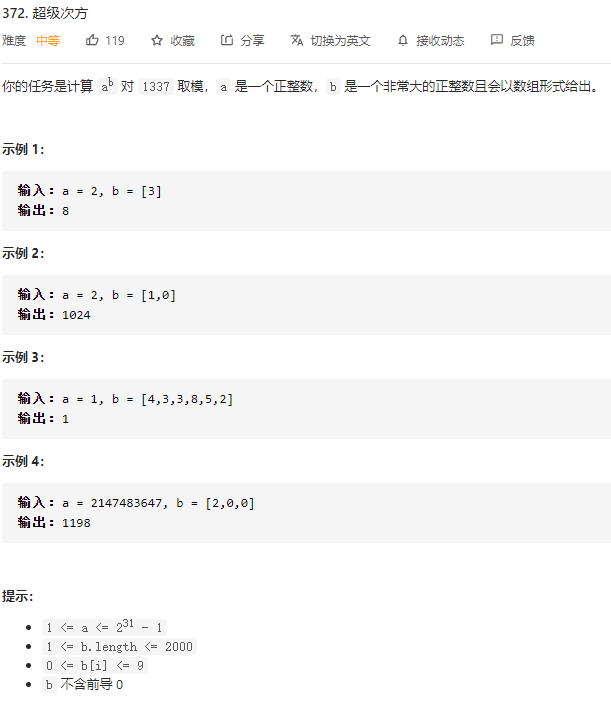 372. 超级次方
难度 中等 119 收藏 分享 切换为英文 接收动态 反馈
你的任务是计算 a^b 对 1337 取模，a 是一个正整数，b 是一个非常大的正整数且会以数组形式给出。
示例 1：
输入：a = 2, b = [3]
输出：8
示例 2：
输入：a = 2, b = [1,0]
输出：1024
示例 3：
输入：a = 1, b = [4,3,3,8,5,2]
输出：1
示例 4：
输入：a = 2147483647, b = [2,0,0]
输出：1198
提示：
1 <= a <= 2^31 - 1
1 <= b.length <= 2000
0 <= b[i] <= 9
b 不含前导 0